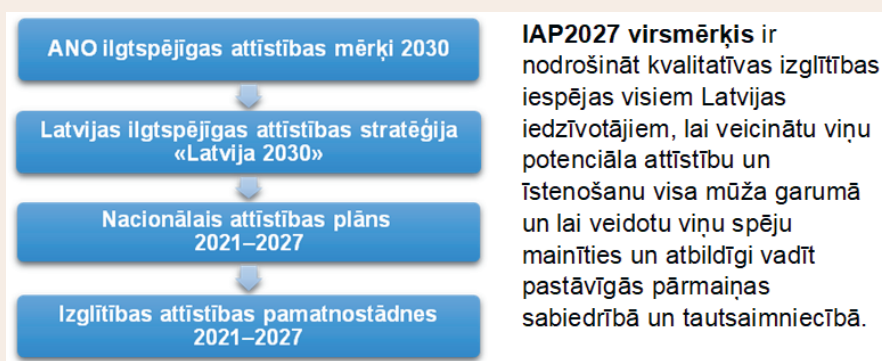 ANO ilgtspējīgas attīstības mērķi 2030
Latvijas ilgtspējīgas attīstības stratēģija
«Latvija 2030»
Nacionālais attīstības plāns
2021–2027
Izglītības attīstības pamatnostādnes
2021–2027
IAP2027 virsmērķis ir
nodrošināt kvalitatīvas izglītības
iespējas visiem Latvijas
iedzīvotājiem, lai veicinātu viņu
potenciāla attīstību un
īstenošanu visa mūža garumā
un lai veidotu viņu spēju
mainīties un atbildīgi vadīt
pastāvīgās pārmaiņas
sabiedrībā un tautsaimniecībā.